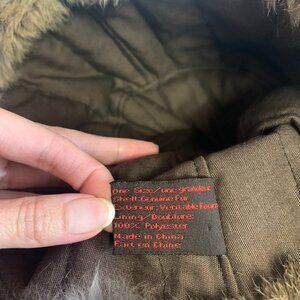 One Size/une grandeur
Shell:Genuine Fur
Exterieur:Veritable Fourr
Lining/Doublure:
100% Polyester
Made in China
Fait en Chine